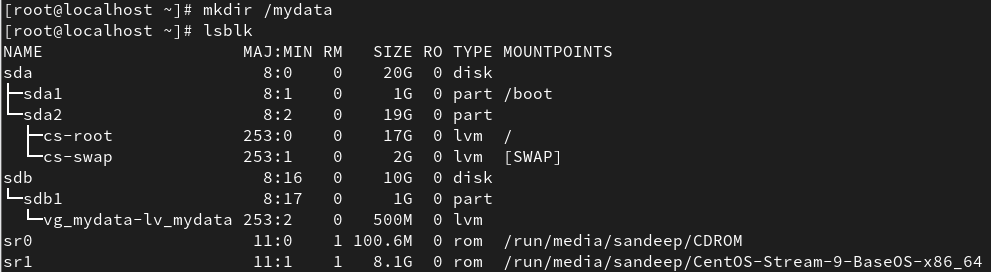 [root@localhost ~]# mkdir /mydata
[root@localhost ~]# lsblk
NAME                    MAJ:MIN RM   SIZE RO TYPE MOUNTPOINTS
sda                       8:0    0    20G  0 disk
├─sda1                    8:1    0     1G  0 part /boot
└─sda2                    8:2    0    19G  0 part
  ├─cs-root             253:0    0    17G  0 lvm  /
  └─cs-swap             253:1    0     2G  0 lvm  [SWAP]
sdb                       8:16   0    10G  0 disk
└─sdb1                    8:17   0     1G  0 part
  └─vg_mydata-lv_mydata 253:2    0   500M  0 lvm
sr0                      11:0    1 100.6M  0 rom  /run/media/sandeep/CDROM
sr1                      11:1    1   8.1G  0 rom  /run/media/sandeep/CentOS-Stream-9-BaseOS-x86_64